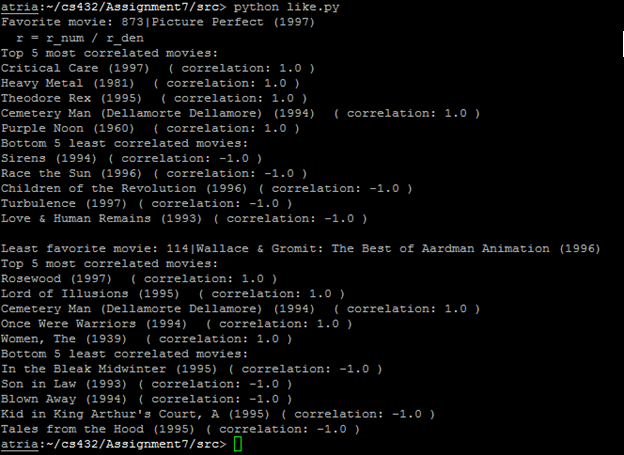 atria:~/cs432/Assignment7/src> python like.py
Favorite movie: 873|Picture Perfect (1997)
  r = r_num / r_den
Top 5 most correlated movies:
Critical Care (1997)  ( correlation: 1.0 )
Heavy Metal (1981)  ( correlation: 1.0 )
Theodore Rex (1995)  ( correlation: 1.0 )
Cemetery Man (Dellamorte Dellamore) (1994)  ( correlation: 1.0 )
Purple Noon (1960)  ( correlation: 1.0 )
Bottom 5 least correlated movies:
Sirens (1994) ( correlation: -1.0 )
Race the Sun (1996) ( correlation: -1.0 )
Children of the Revolution (1996) ( correlation: -1.0 )
Turbulence (1997) ( correlation: -1.0 )
Love & Human Remains (1993) ( correlation: -1.0 )

Least favorite movie: 114|Wallace & Gromit: The Best of Aardman Animation (1996)
Top 5 most correlated movies:
Rosewood (1997)  ( correlation: 1.0 )
Lord of Illusions (1995)  ( correlation: 1.0 )
Cemetery Man (Dellamorte Dellamore) (1994)  ( correlation: 1.0 )
Once Were Warriors (1994)  ( correlation: 1.0 )
Women, The (1939)  ( correlation: 1.0 )
Bottom 5 least correlated movies:
In the Bleak Midwinter (1995) ( correlation: -1.0 )
Son in Law (1993) ( correlation: -1.0 )
Blown Away (1994) ( correlation: -1.0 )
Kid in King Arthur's Court, A (1995) ( correlation: -1.0 )
Tales from the Hood (1995) ( correlation: -1.0 )
atria:~/cs432/Assignment7/src>